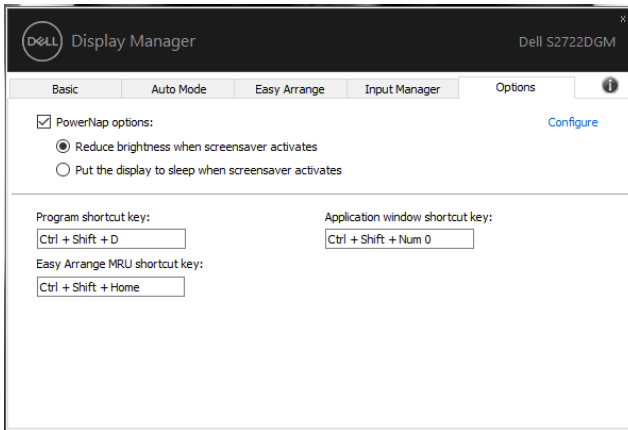 DELL Display Manager
Dell S2722DGM
x
Basic Auto Mode Easy Arrange Input Manager Options i
PowerNap options: Configure
Reduce brightness when screensaver activates
Put the display to sleep when screensaver activates
Program shortcut key: Application window shortcut key:
Ctrl + Shift + D Ctrl + Shift + Num 0
Easy Arrange MRU shortcut key:
Ctrl + Shift + Home